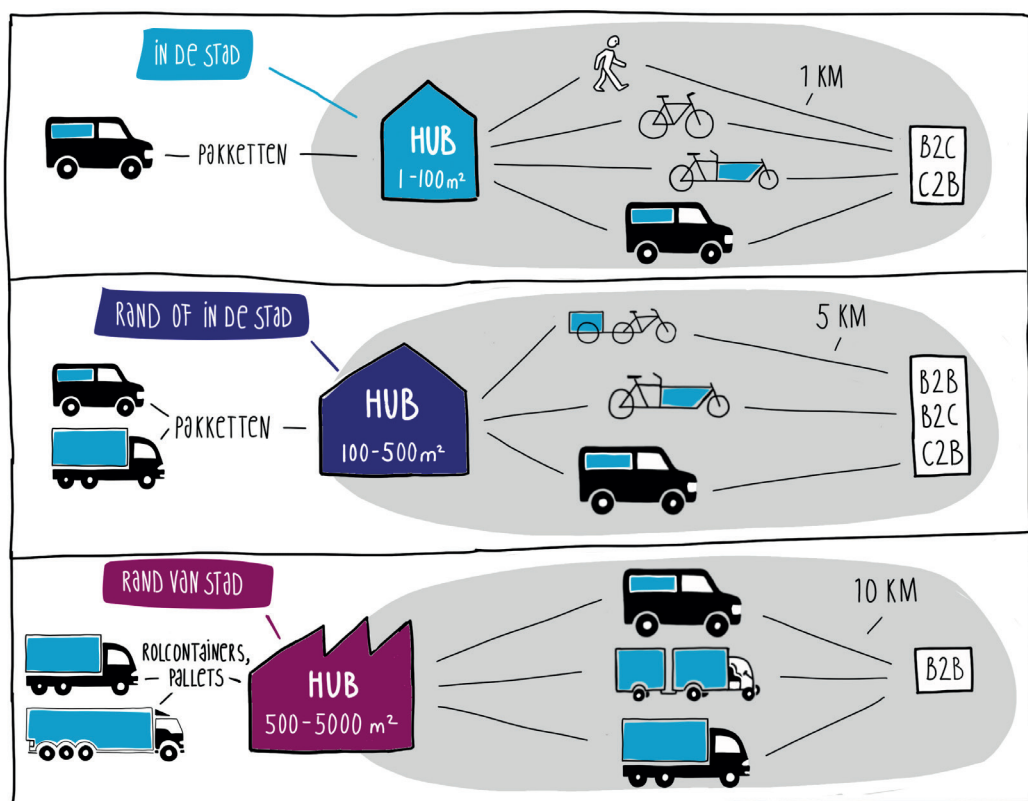 in de stad
PAKKETTEN
HUB
1-100m²
1 KM
B2C
C2B
RAND OF in DE STAD
PAKKETTEN
HUB
100-500m²
5 KM
B2B
B2C
C2B
RAND VAN STAD
ROLCONTAINERS,
PALLETS
HUB
500-5000 m²
10 KM
B2B